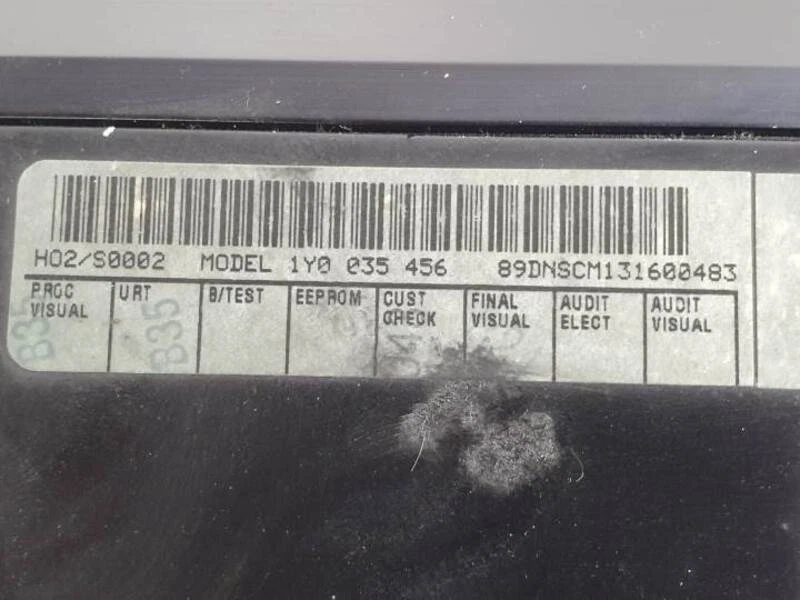 H02/S0002 MODEL 1Y0 035 456 89DNSCM131600483
PROC VISUAL
URT
B/TEST
EEPROM
CUST CHECK
FINAL VISUAL
AUDIT ELECT
AUDIT VISUAL
B35
B35